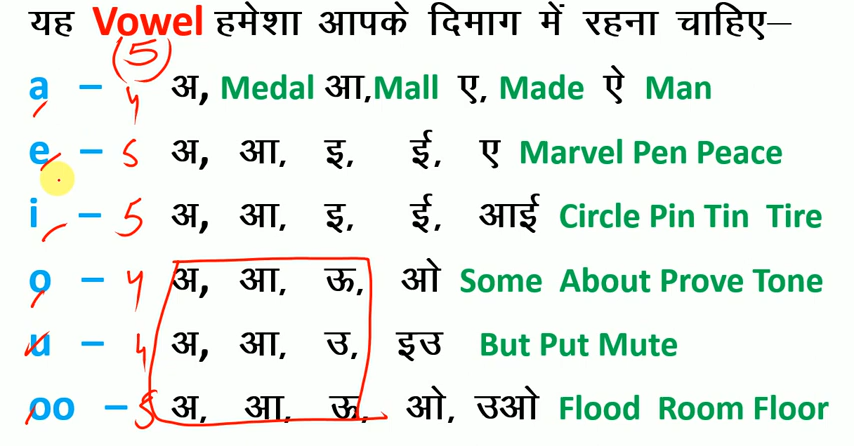 यह Vowel हमेशा आपके दिमाग में रहना चाहिए–
(5)
a – 4 अ, Medal आ,Mall ए, Made ऐ Man
e – 5 अ, आ, इ, ई, ए Marvel Pen Peace
i – 5 अ, आ, इ, ई, आई Circle Pin Tin Tire
o – 4 अ, आ, ऊ, ओ Some About Prove Tone
u – 4 अ, आ, उ, इउ But Put Mute
oo – 5 अ, आ, ऊ, ओ, उओ Flood Room Floor